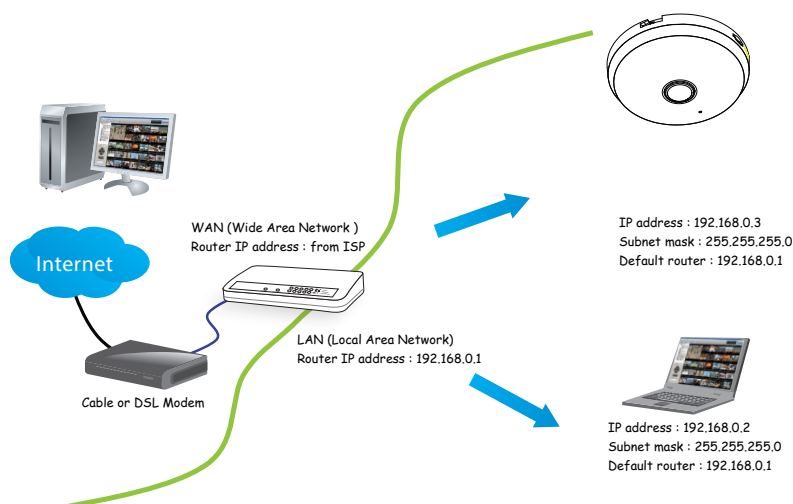 WAN (Wide Area Network )
Router IP address : from ISP
Internet
LAN (Local Area Network)
Router IP address : 192.168.0.1
Cable or DSL Modem
IP address : 192.168.0.3
Subnet mask : 255.255.255.0
Default router : 192.168.0.1
IP address : 192.168.0.2
Subnet mask : 255.255.255.0
Default router : 192.168.0.1